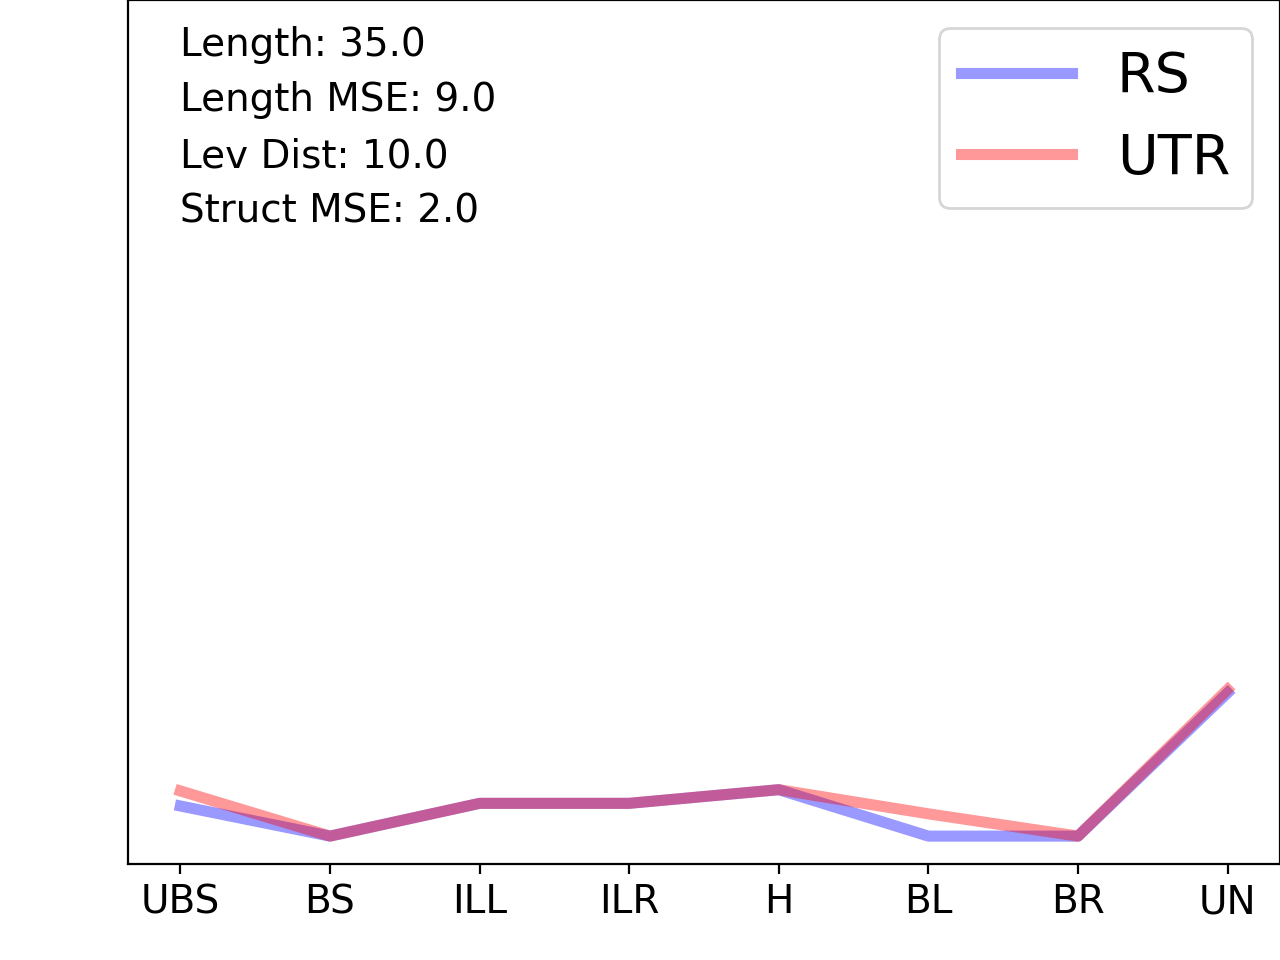 Length: 35.0
Length MSE: 9.0
Lev Dist: 10.0
Struct MSE: 2.0
RS
UTR
UBS BS ILL ILR H BL BR UN